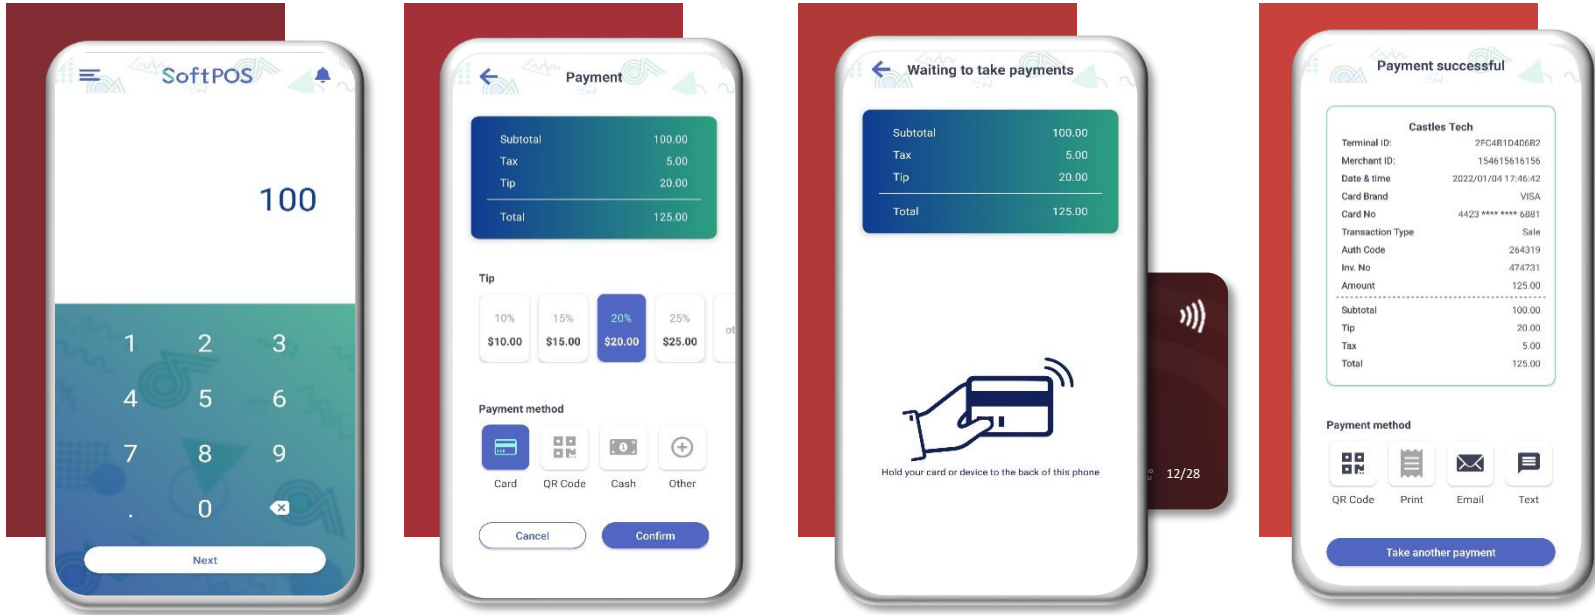 SoftPOS
100
1 2 3
4 5 6
7 8 9
. 0
Next
Payment
Subtotal 100.00
Tax 5.00
Tip 20.00
Total 125.00
Tip
10% 15% 20% 25%
$10.00 $15.00 $20.00 $25.00
Payment method
Card QR Code Cash Other
Cancel Confirm
Waiting to take payments
Subtotal 100.00
Tax 5.00
Tip 20.00
Total 125.00
Hold your card or device to the back of this phone
12/28
Payment successful
Castles Tech
Terminal ID: 2FC4B1D406B2
Merchant ID: 154615616156
Date & time 2022/01/04 17:46:42
Card Brand VISA
Card No 4423 **** **** 6881
Transaction Type Sale
Auth Code 264319
Inv. No 474731
Amount 125.00
Subtotal 100.00
Tip 20.00
Tax 5.00
Total 125.00
Payment method
QR Code Print Email Text
Take another payment